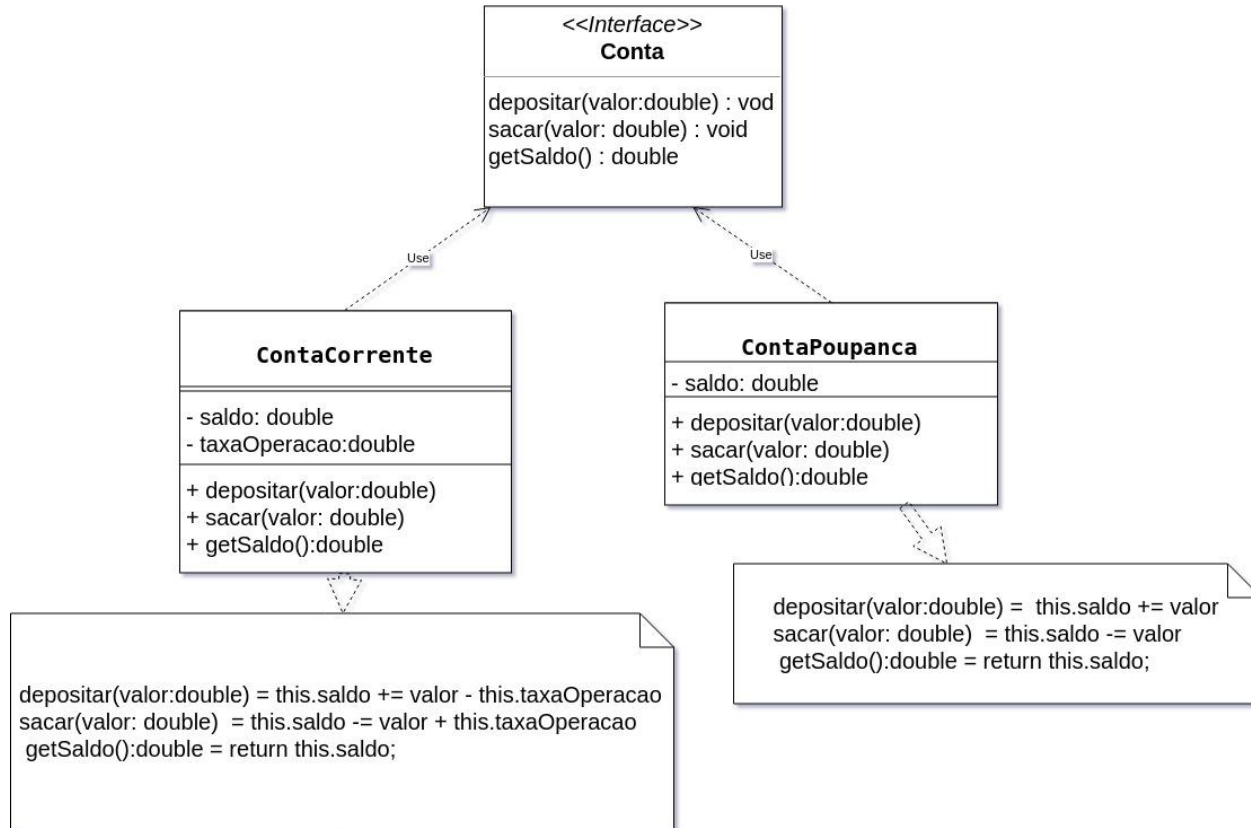 <<Interface>>
Conta
depositar(valor:double) : vod
sacar(valor: double) : void
getSaldo() : double
Use
Use
ContaCorrente
- saldo: double
- taxaOperacao:double
+ depositar(valor:double)
+ sacar(valor: double)
+ getSaldo():double
ContaPoupanca
- saldo: double
+ depositar(valor:double)
+ sacar(valor: double)
+ getSaldo():double
depositar(valor:double) = this.saldo += valor - this.taxaOperacao
sacar(valor: double) = this.saldo -= valor + this.taxaOperacao
getSaldo():double = return this.saldo;
depositar(valor:double) = this.saldo += valor
sacar(valor: double) = this.saldo -= valor
getSaldo():double = return this.saldo;